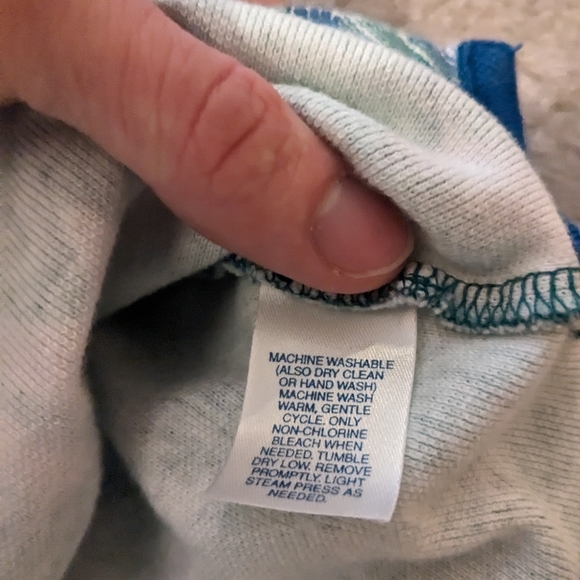 MACHINE WASHABLE
(ALSO DRY CLEAN
OR HAND WASH)
MACHINE WASH
WARM, GENTLE
CYCLE. ONLY
NON-CHLORINE
BLEACH WHEN
NEEDED. TUMBLE
DRY LOW. REMOVE
PROMPTLY. LIGHT
STEAM PRESS AS
NEEDED.